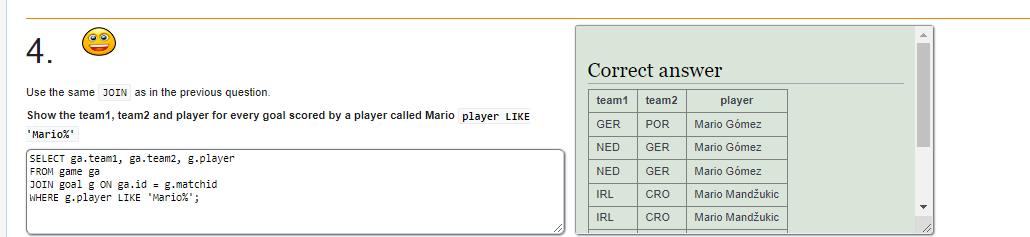 4.
Use the same JOIN as in the previous question.
Show the team1, team2 and player for every goal scored by a player called Mario player LIKE
'Mario%'
SELECT ga.team1, ga.team2, g.player
FROM game ga
JOIN goal g ON ga.id = g.matchid
WHERE g.player LIKE 'Mario%';
Correct answer
team1 team2 player
GER POR Mario Gómez
NED GER Mario Gómez
NED GER Mario Gómez
IRL CRO Mario Mandžukic
IRL CRO Mario Mandžukic